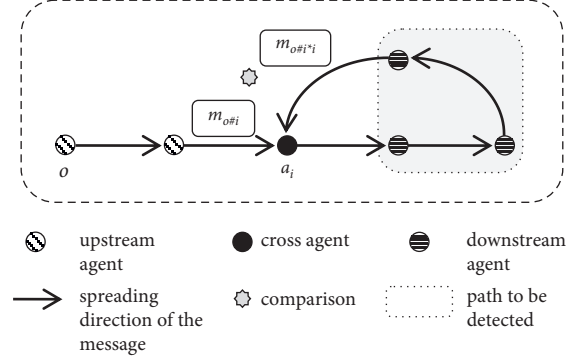 m_{o#i*i}
m_{o#i}
o
a_i
upstream agent
cross agent
downstream agent
spreading direction of the message
comparison
path to be detected